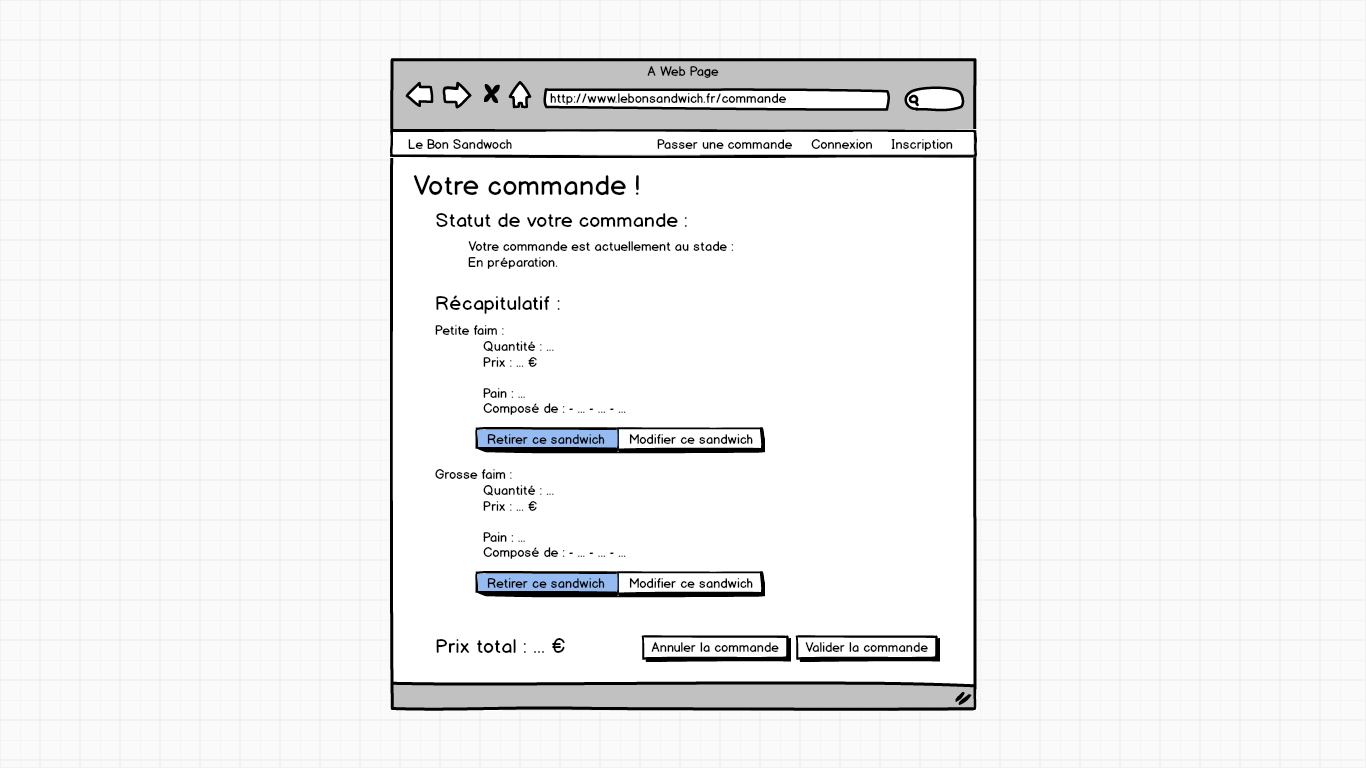 A Web Page
http://www.lebonsandwich.fr/commande
Le Bon Sandwoch Passer une commande Connexion Inscription
Votre commande !
Statut de votre commande :
Votre commande est actuellement au stade :
En préparation.
Récapitulatif :
Petite faim :
Quantité : ...
Prix : ... €
Pain : ...
Composé de : - ... - ... - ...
Retirer ce sandwich Modifier ce sandwich
Grosse faim :
Quantité : ...
Prix : ... €
Pain : ...
Composé de : - ... - ... - ...
Retirer ce sandwich Modifier ce sandwich
Prix total : ... € Annuler la commande Valider la commande